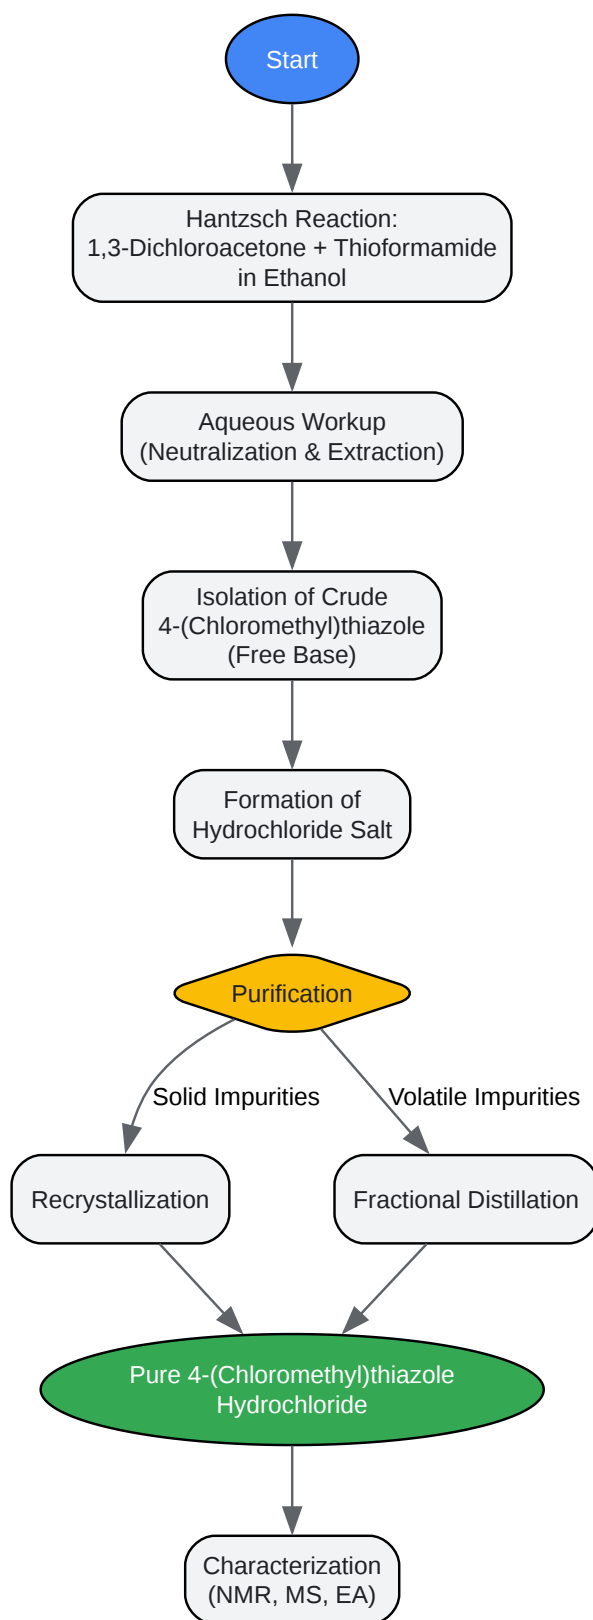 Start
Hantzsch Reaction:
1,3-Dichloroacetone + Thioformamide
in Ethanol
Aqueous Workup
(Neutralization & Extraction)
Isolation of Crude
4-(Chloromethyl)thiazole
(Free Base)
Formation of
Hydrochloride Salt
Purification
Solid Impurities
Volatile Impurities
Recrystallization
Fractional Distillation
Pure 4-(Chloromethyl)thiazole
Hydrochloride
Characterization
(NMR, MS, EA)